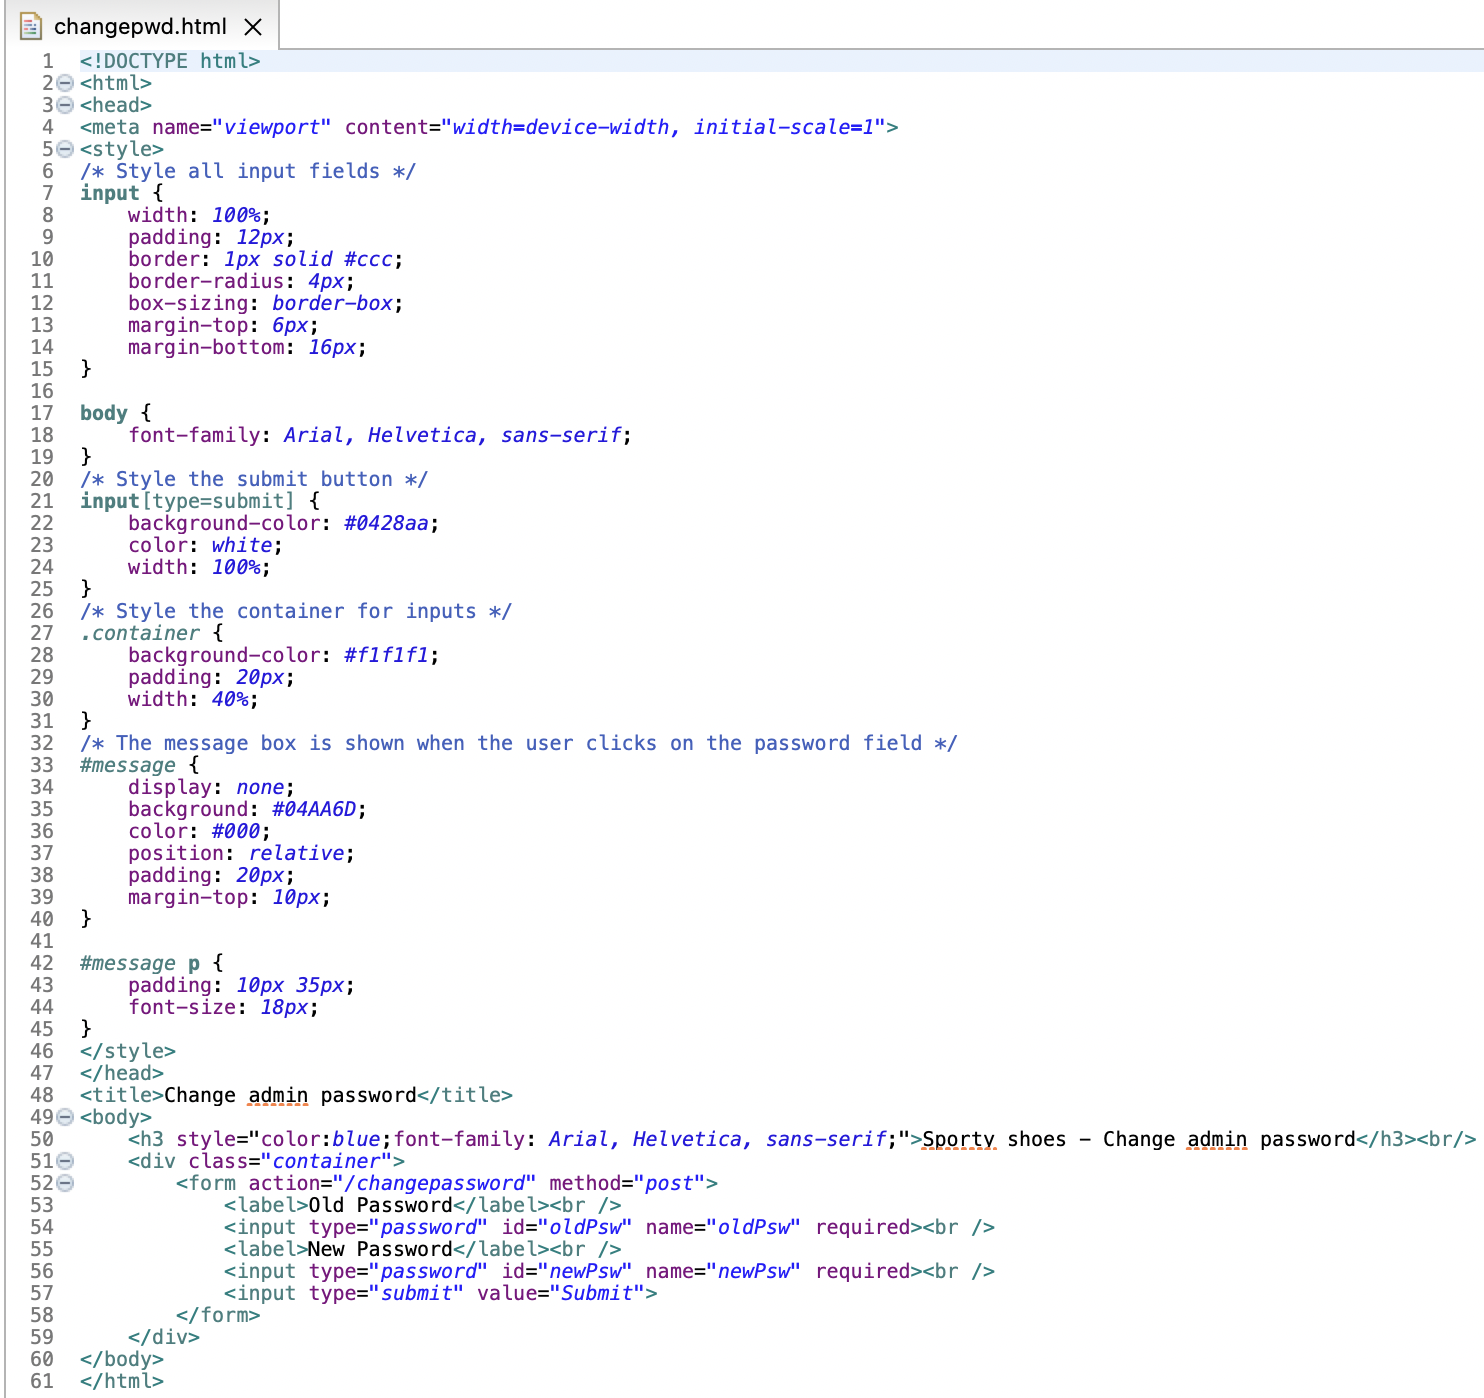 changepwd.html
1 <!DOCTYPE html>
2 <html>
3 <head>
4 <meta name="viewport" content="width=device-width, initial-scale=1">
5 <style>
6 /* Style all input fields */
7 input {
8     width: 100%;
9     padding: 12px;
10     border: 1px solid #ccc;
11     border-radius: 4px;
12     box-sizing: border-box;
13     margin-top: 6px;
14     margin-bottom: 16px;
15 }
16
17 body {
18     font-family: Arial, Helvetica, sans-serif;
19 }
20 /* Style the submit button */
21 input[type=submit] {
22     background-color: #0428aa;
23     color: white;
24     width: 100%;
25 }
26 /* Style the container for inputs */
27 .container {
28     background-color: #f1f1f1;
29     padding: 20px;
30     width: 40%;
31 }
32 /* The message box is shown when the user clicks on the password field */
33 #message {
34     display: none;
35     background: #04AA6D;
36     color: #000;
37     position: relative;
38     padding: 20px;
39     margin-top: 10px;
40 }
41
42 #message p {
43     padding: 10px 35px;
44     font-size: 18px;
45 }
46 </style>
47 </head>
48 <title>Change admin password</title>
49 <body>
50     <h3 style="color:blue;font-family: Arial, Helvetica, sans-serif;">Sporty shoes - Change admin password</h3><br/>
51     <div class="container">
52         <form action="/changepassword" method="post">
53             <label>Old Password</label><br />
54             <input type="password" id="oldPsw" name="oldPsw" required><br />
55             <label>New Password</label><br />
56             <input type="password" id="newPsw" name="newPsw" required><br />
57             <input type="submit" value="Submit">
58         </form>
59     </div>
60 </body>
61 </html>